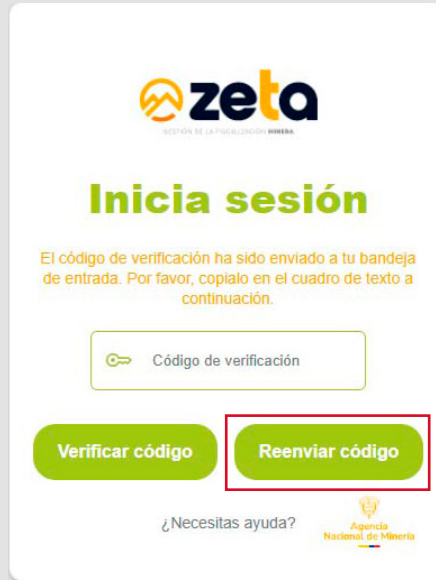 zeta
GESTIÓN DE LA FISCALIZACIÓN MINERA
Inicia sesión
El código de verificación ha sido enviado a tu bandeja
de entrada. Por favor, copialo en el cuadro de texto a
continuación.
Código de verificación
Verificar código
Reenviar código
¿Necesitas ayuda?
Agencia
Nacional de Minería